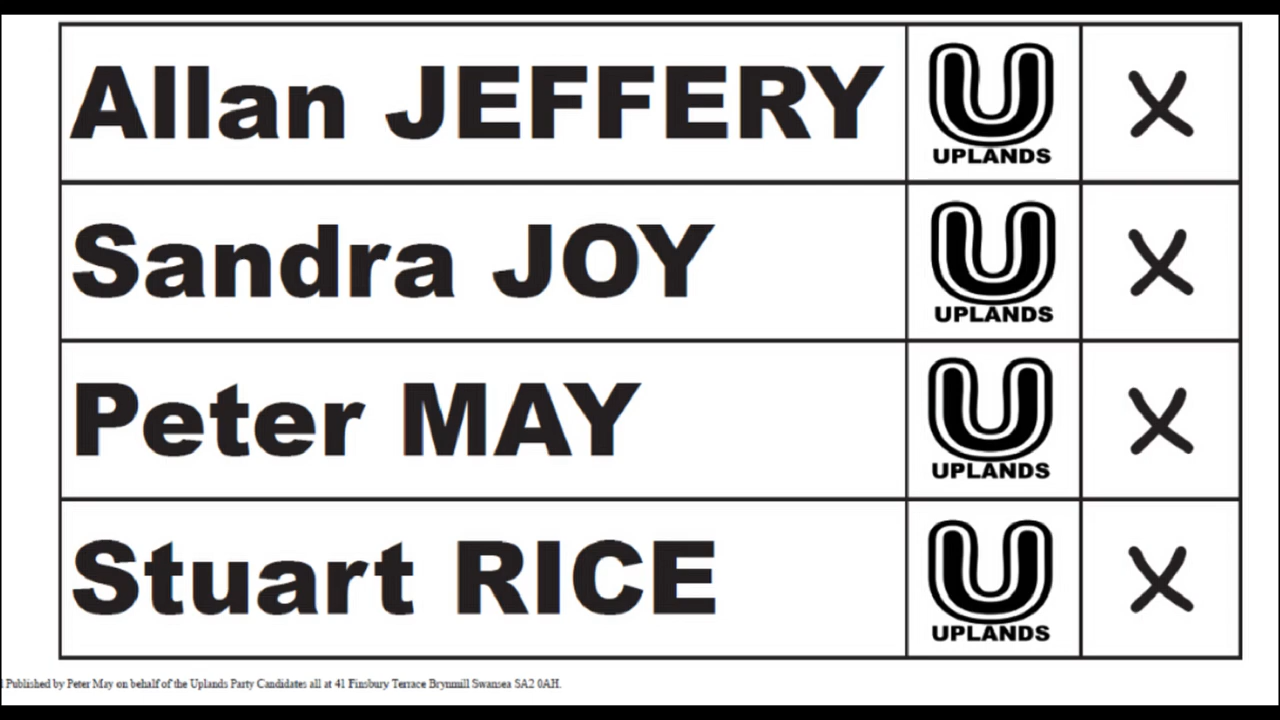 Allan JEFFERY U UPLANDS X
Sandra JOY U UPLANDS X
Peter MAY U UPLANDS X
Stuart RICE U UPLANDS X
Published by Peter May on behalf of the Uplands Party Candidates all at 41 Finsbury Terrace Brynmill Swansea SA2 0AH.